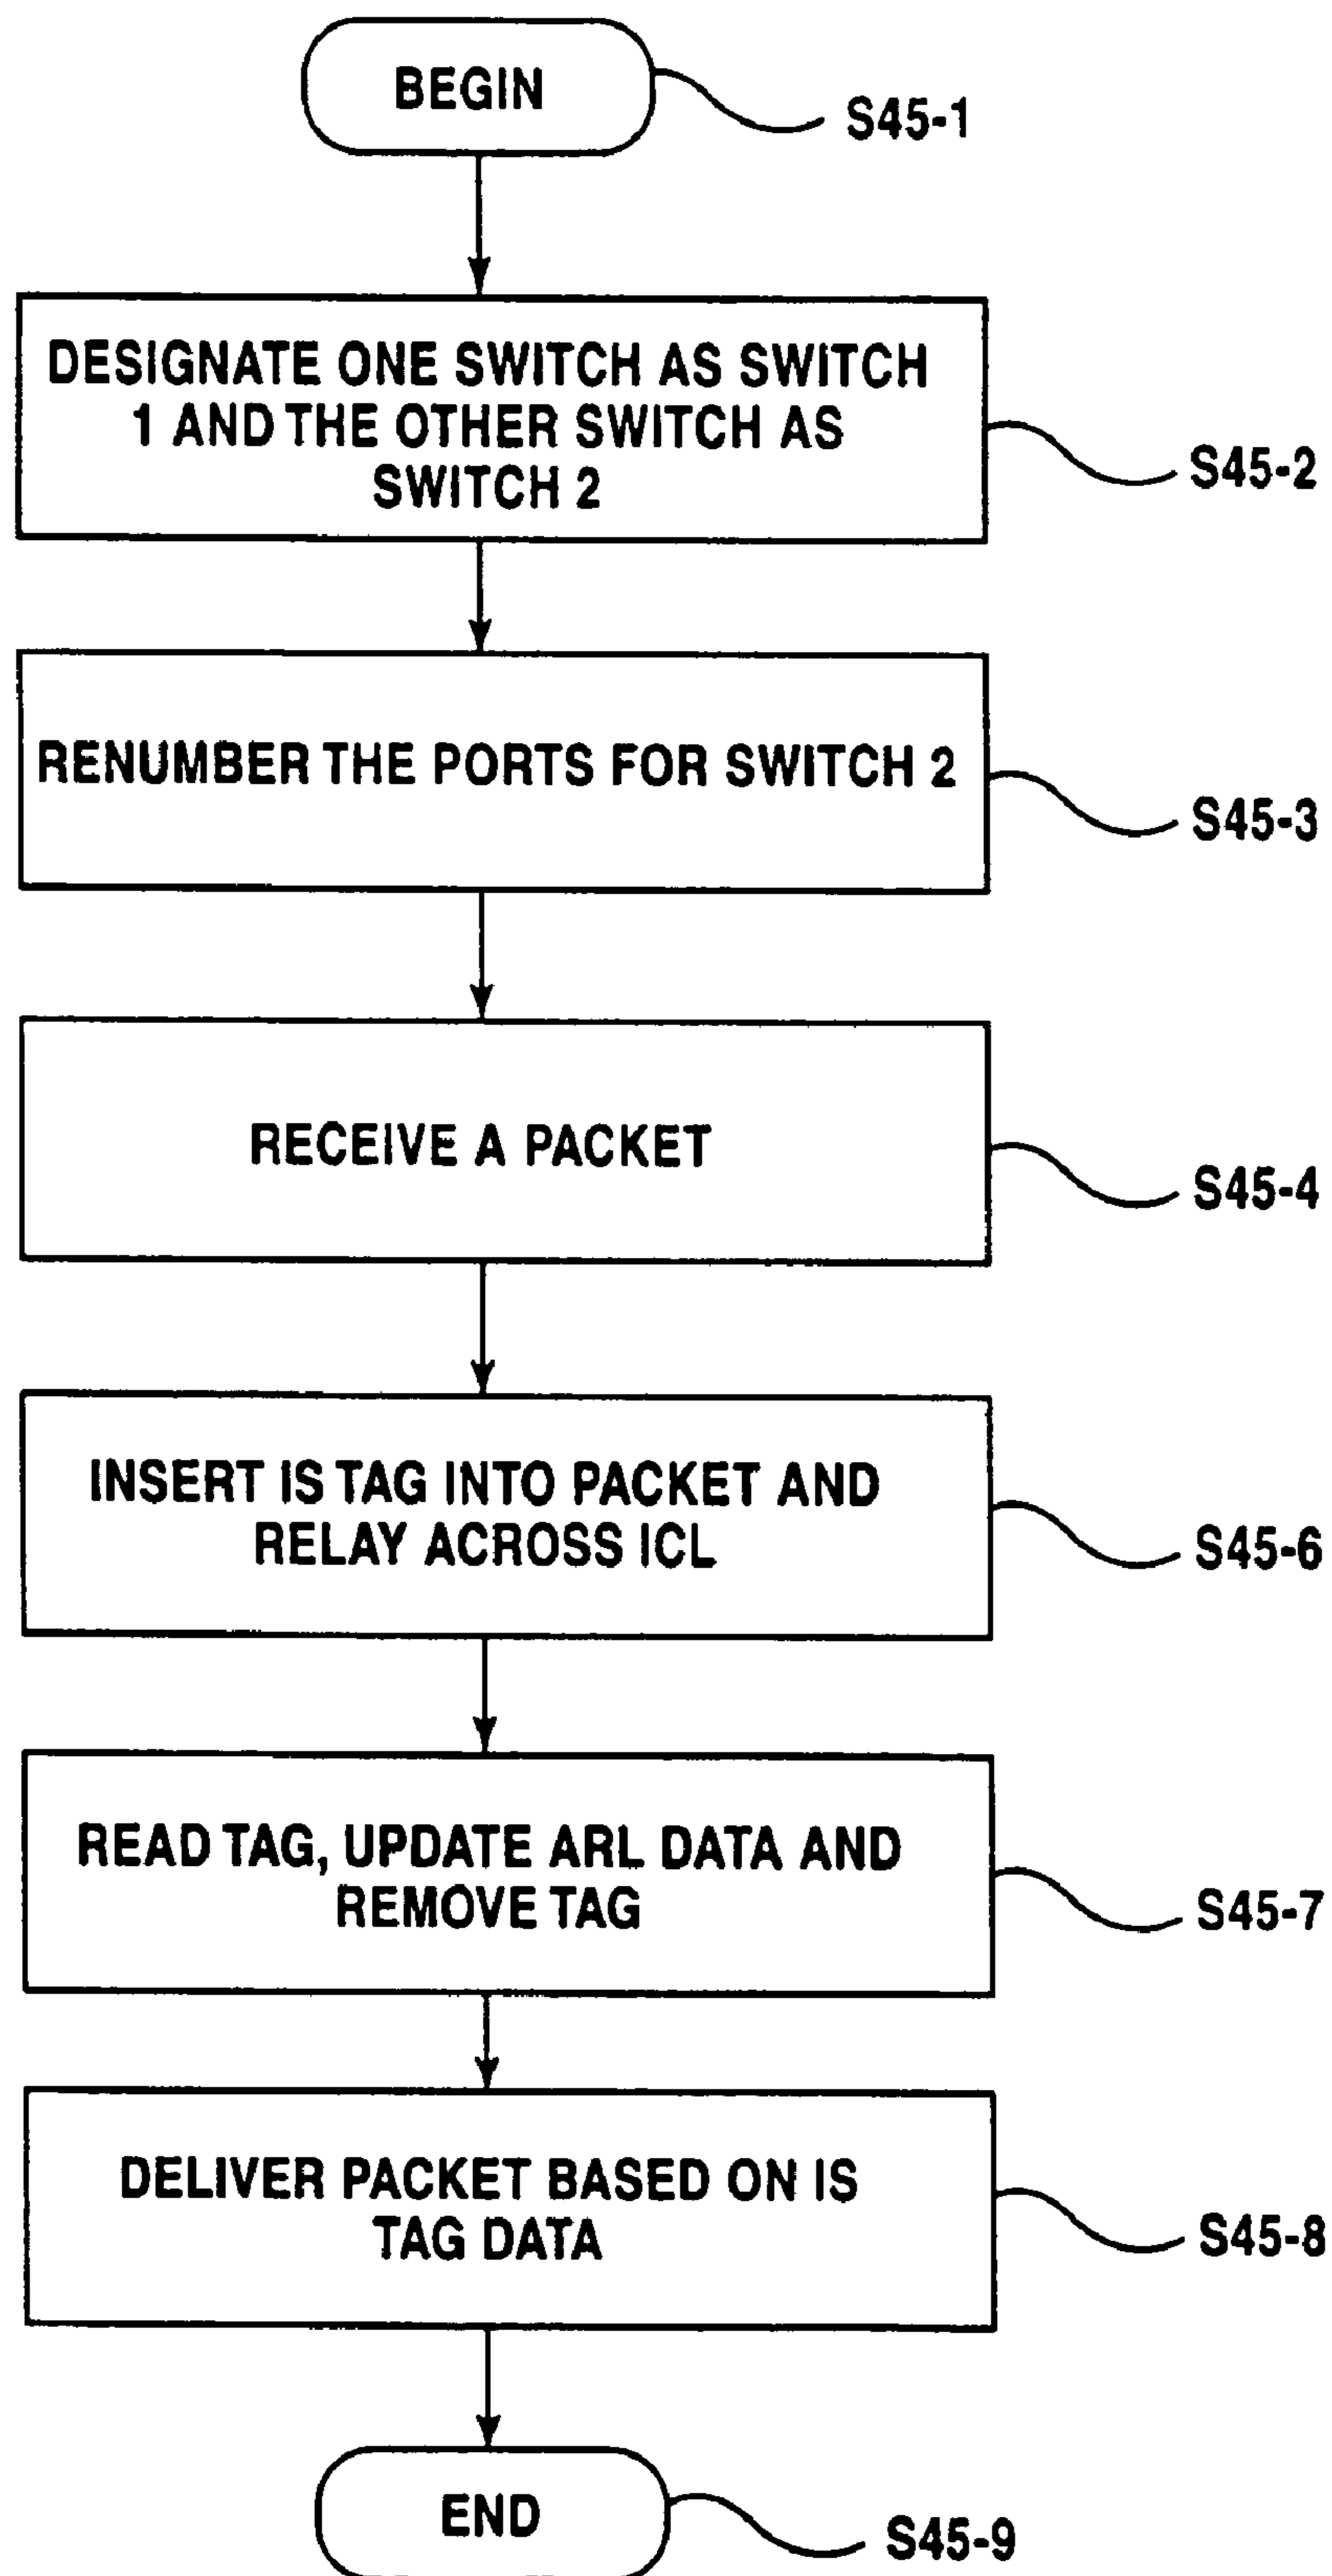 BEGIN
S45-1
DESIGNATE ONE SWITCH AS SWITCH
1 AND THE OTHER SWITCH AS
SWITCH 2
S45-2
RENUMBER THE PORTS FOR SWITCH 2
S45-3
RECEIVE A PACKET
S45-4
INSERT IS TAG INTO PACKET AND
RELAY ACROSS ICL
S45-6
READ TAG, UPDATE ARL DATA AND
REMOVE TAG
S45-7
DELIVER PACKET BASED ON IS
TAG DATA
S45-8
END
S45-9